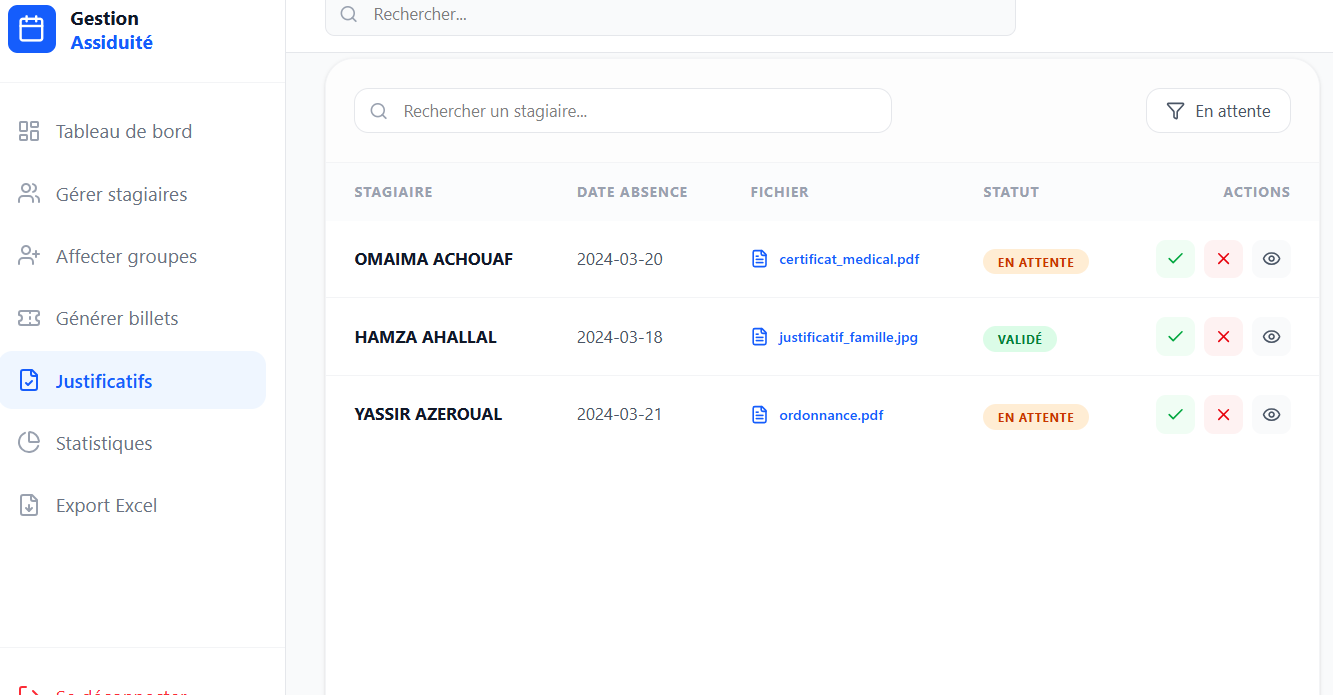 Gestion
Assiduité
Rechercher...
Tableau de bord
Gérer stagiaires
Affecter groupes
Générer billets
Justificatifs
Statistiques
Export Excel
Se déconnecter
Rechercher un stagiaire...
En attente
STAGIAIRE DATE ABSENCE FICHIER STATUT ACTIONS
OMAIMA ACHOUAF 2024-03-20 certificat_medical.pdf EN ATTENTE
HAMZA AHALLAL 2024-03-18 justificatif_famille.jpg VALIDÉ
YASSIR AZEROUAL 2024-03-21 ordonnance.pdf EN ATTENTE